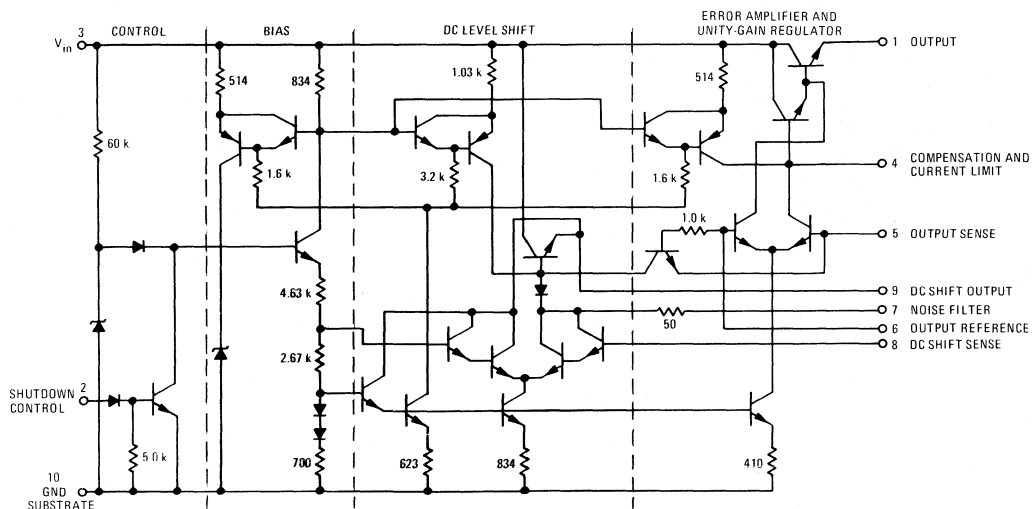 ERROR AMPLIFIER AND
UNITY-GAIN REGULATOR
3
V_in
CONTROL
BIAS
DC LEVEL SHIFT
1 OUTPUT
514
834
1.03 k
514
60 k
1.6 k
3.2 k
1.6 k
4 COMPENSATION AND
CURRENT LIMIT
1.0 k
5 OUTPUT SENSE
4.63 k
9 DC SHIFT OUTPUT
7 NOISE FILTER
50
6 OUTPUT REFERENCE
8 DC SHIFT SENSE
2.67 k
SHUTDOWN
CONTROL
2
5.0 k
700
623
834
410
10
GND
SUBSTRATE